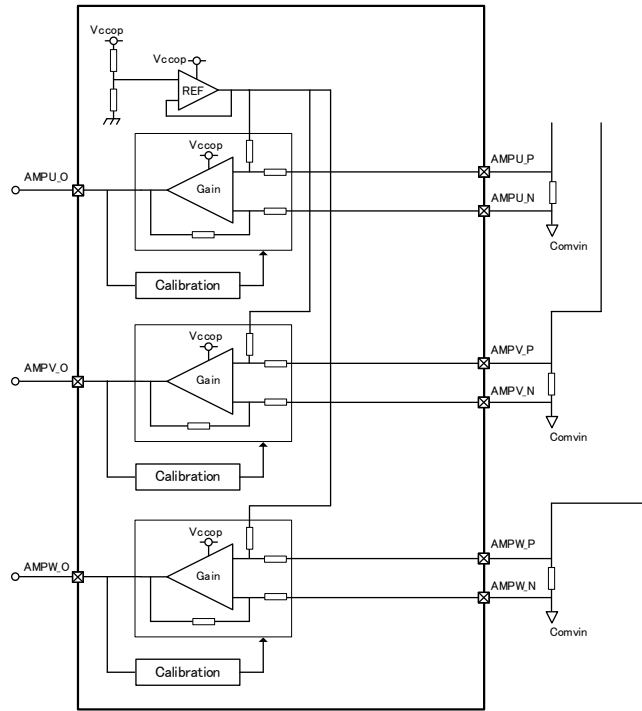 Vccop
Vccop
REF
Vccop
AMPU_O
Gain
AMPU_P
AMPU_N
Comvin
Calibration
Vccop
AMPV_O
Gain
AMPV_P
AMPV_N
Comvin
Calibration
Vccop
AMPW_O
Gain
AMPW_P
AMPW_N
Comvin
Calibration